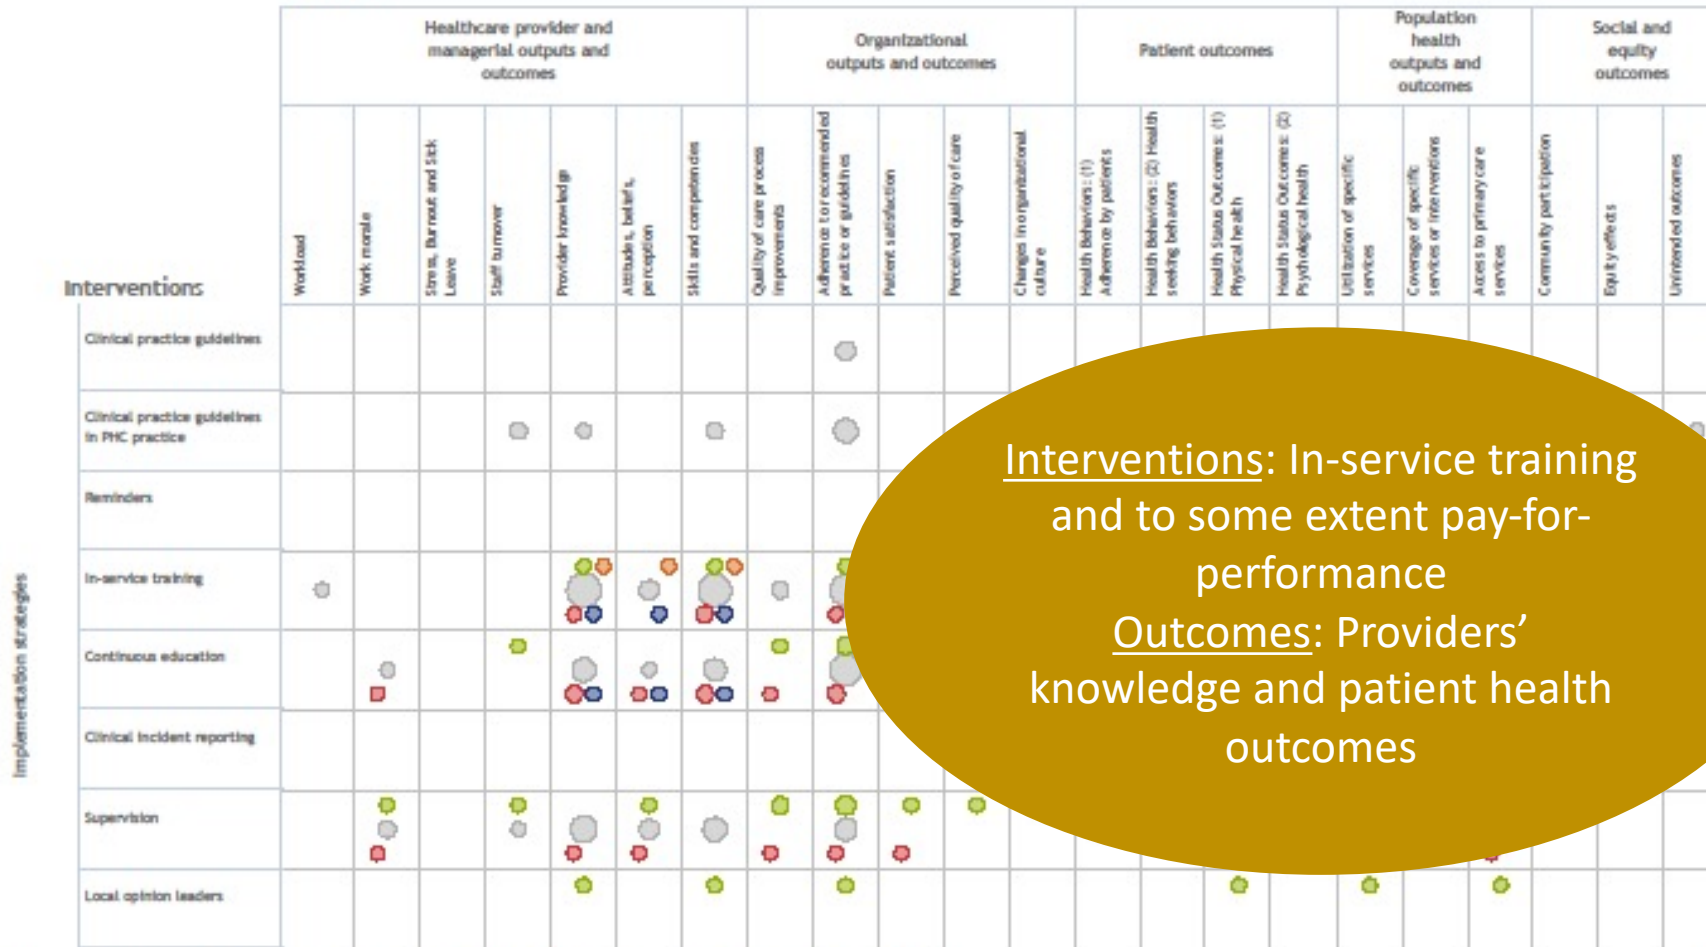 Healthcare provider and
managerial outputs and
outcomes
Organizational
outputs and outcomes
Patient outcomes
Population
health
outputs and
outcomes
Social and
equity
outcomes
Workload
Work morale
Stress, Burnout and Sick
Leave
Staff turnover
Provider knowledge
Attitudes, beliefs,
perception
Skills and competencies
Quality of care process
improvements
Adherence to recommended
practice or guidelines
Patient satisfaction
Perceived quality of care
Changes in organizational
culture
Health Behaviors: (1)
Adherence by patients
Health Behaviors: (2) Health
seeking behaviors
Health Status Outcomes: (1)
Physical health
Health Status Outcomes: (2)
Psychological health
Utilization of specific
services
Coverage of specific
services or interventions
Access to primary care
services
Community participation
Equity effects
Unintended outcomes
Interventions
Implementation strategies
Clinical practice guidelines
Clinical practice guidelines
in PHC practice
Reminders
In-service training
Continuous education
Clinical incident reporting
Supervision
Local opinion leaders
Interventions: In-service training
and to some extent pay-for-
performance
Outcomes: Providers’
knowledge and patient health
outcomes